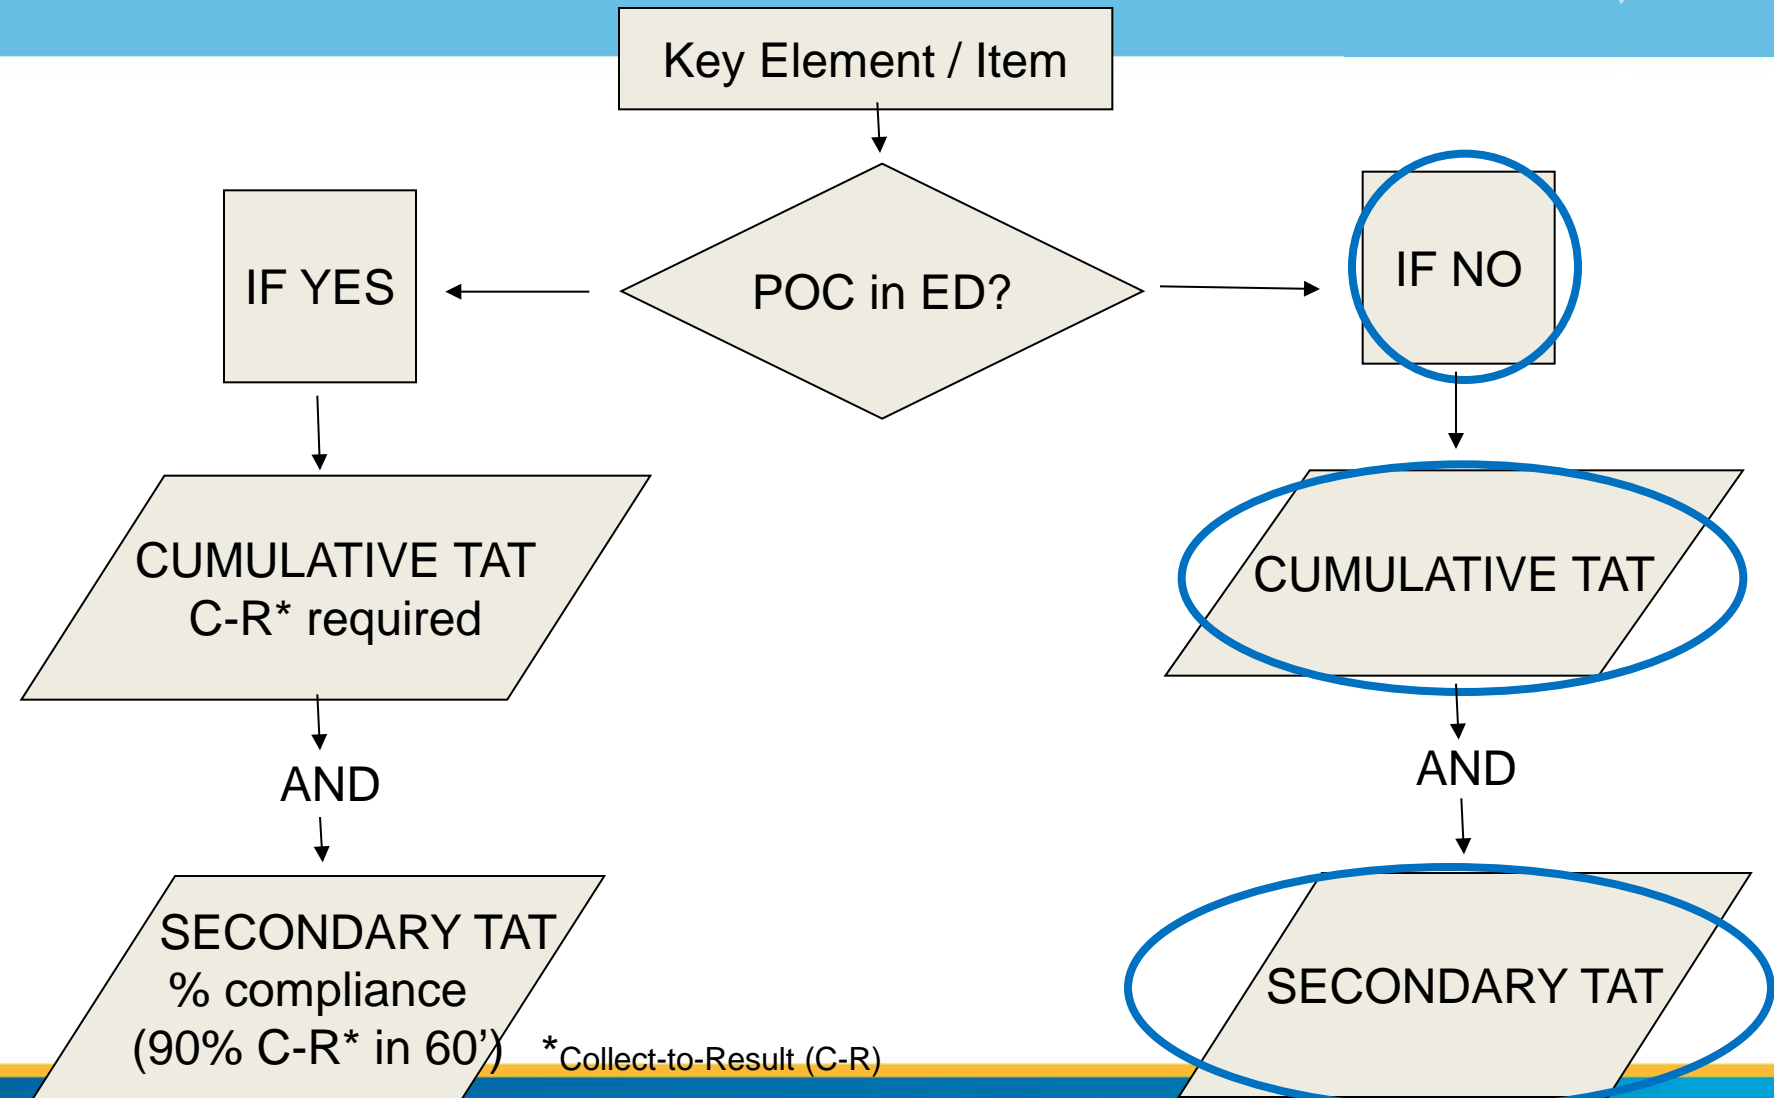 Key Element / Item
IF YES
POC in ED?
IF NO
CUMULATIVE TAT
C-R* required
CUMULATIVE TAT
AND
AND
SECONDARY TAT
% compliance
(90% C-R* in 60’)
SECONDARY TAT
*Collect-to-Result (C-R)